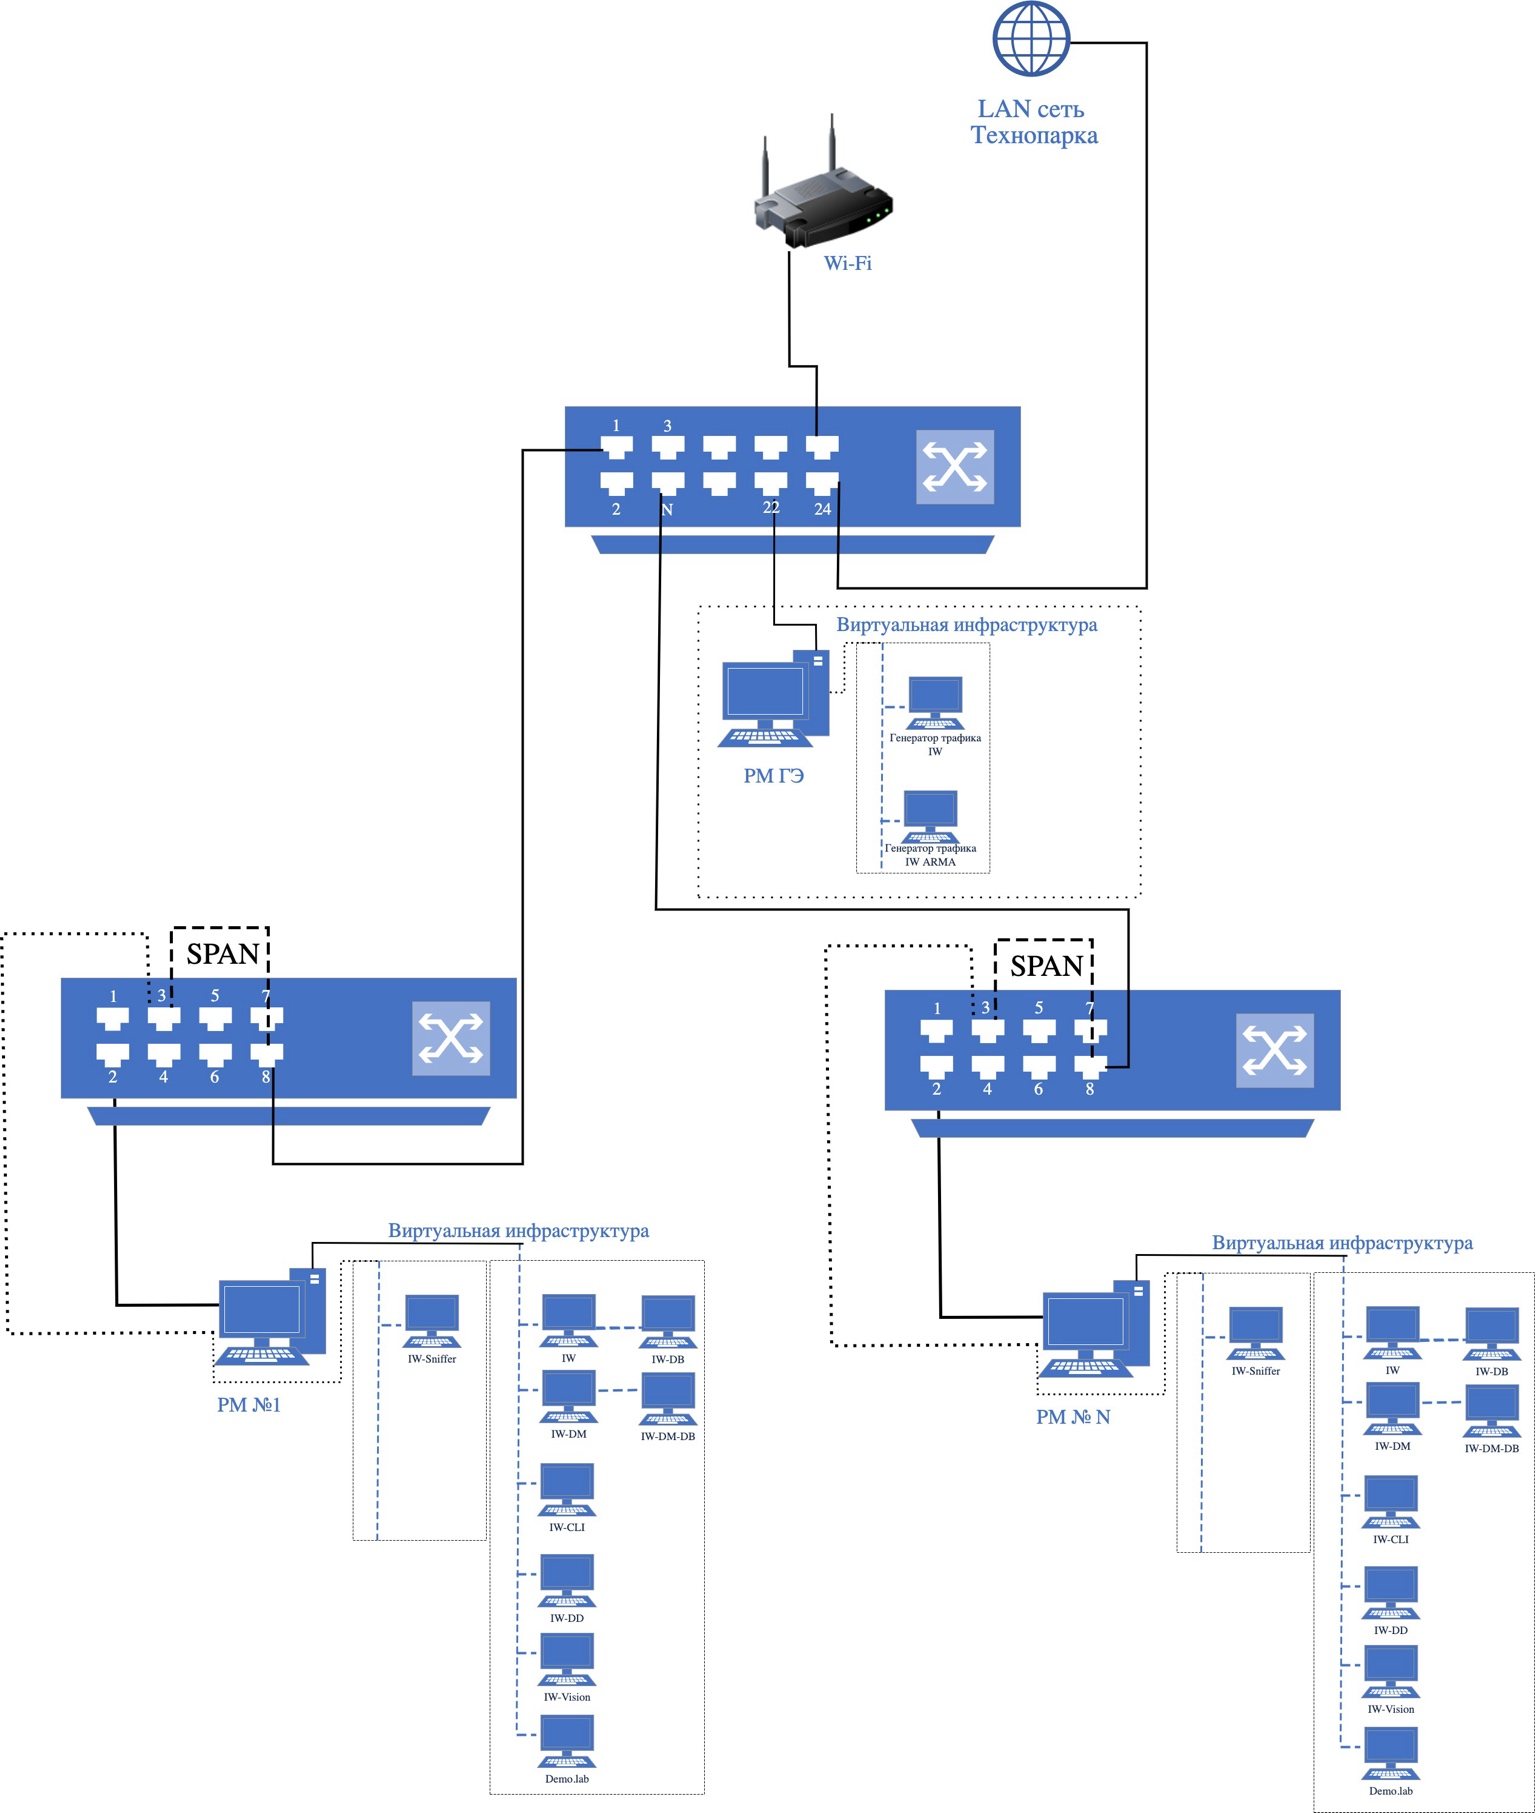 LAN сеть
Технопарка
Wi-Fi
1 3
2 N 22 24
Виртуальная инфраструктура
Генератор трафика
IW
РМ ГЭ
Генератор трафика
IW ARMA
SPAN
1 3 5 7
2 4 6 8
SPAN
1 3 5 7
2 4 6 8
Виртуальная инфраструктура
IW-Sniffer
IW
IW-DB
РМ №1
IW-DM
IW-DM-DB
IW-CLI
IW-DD
IW-Vision
Demo.lab
Виртуальная инфраструктура
IW-Sniffer
IW
IW-DB
РМ № N
IW-DM
IW-DM-DB
IW-CLI
IW-DD
IW-Vision
Demo.lab